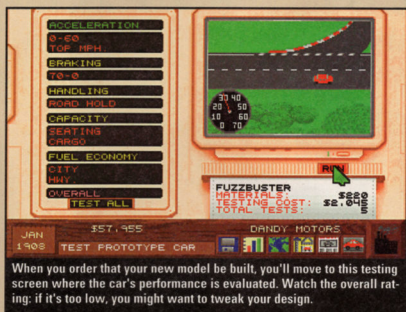 ACCELERATION
0-60
TOP MPH.
BRAKING
70-0
HANDLING
ROAD HOLD
CAPACITY
SEATING
CARGO
FUEL ECONOMY
CITY
HWY
OVERALL
TEST ALL
30 40
20 50
10 60
0 70
FUZZBUSTER
MATERIALS: $220
TESTING COST: $2,045
TOTAL TESTS: 5
JAN
1908
$57,955
DANDY MOTORS
TEST PROTOTYPE CAR
When you order that your new model be built, you'll move to this testing
screen where the car's performance is evaluated. Watch the overall rat-
ing: if it's too low, you might want to tweak your design.